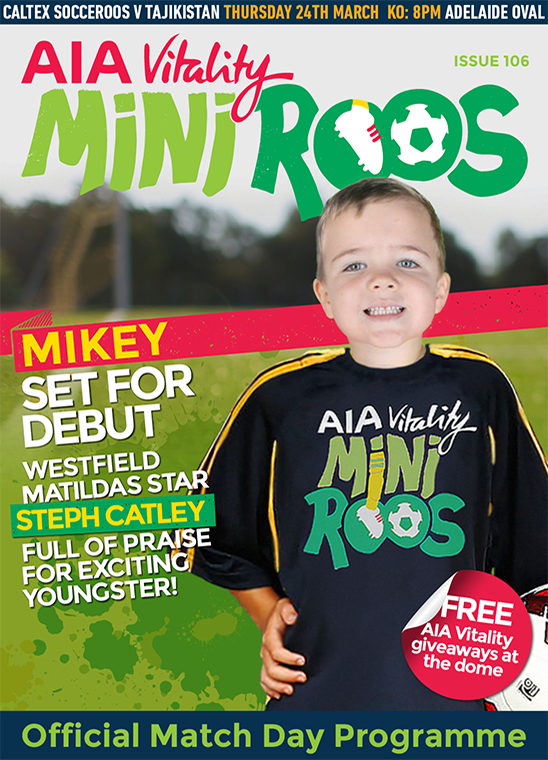 CALTEX SOCCEROOS V TAJIKISTAN THURSDAY 24TH MARCH KO: 8PM ADELAIDE OVAL
AIA Vitality
ISSUE 106
MiNi ROOS
MIKEY
SET FOR
DEBUT
WESTFIELD
MATILDAS STAR
STEPH CATLEY
FULL OF PRAISE
FOR EXCITING
YOUNGSTER!
AIA Vitality
MiNi
ROOS
FREE
AIA Vitality
giveaways at
the dome
Official Match Day Programme